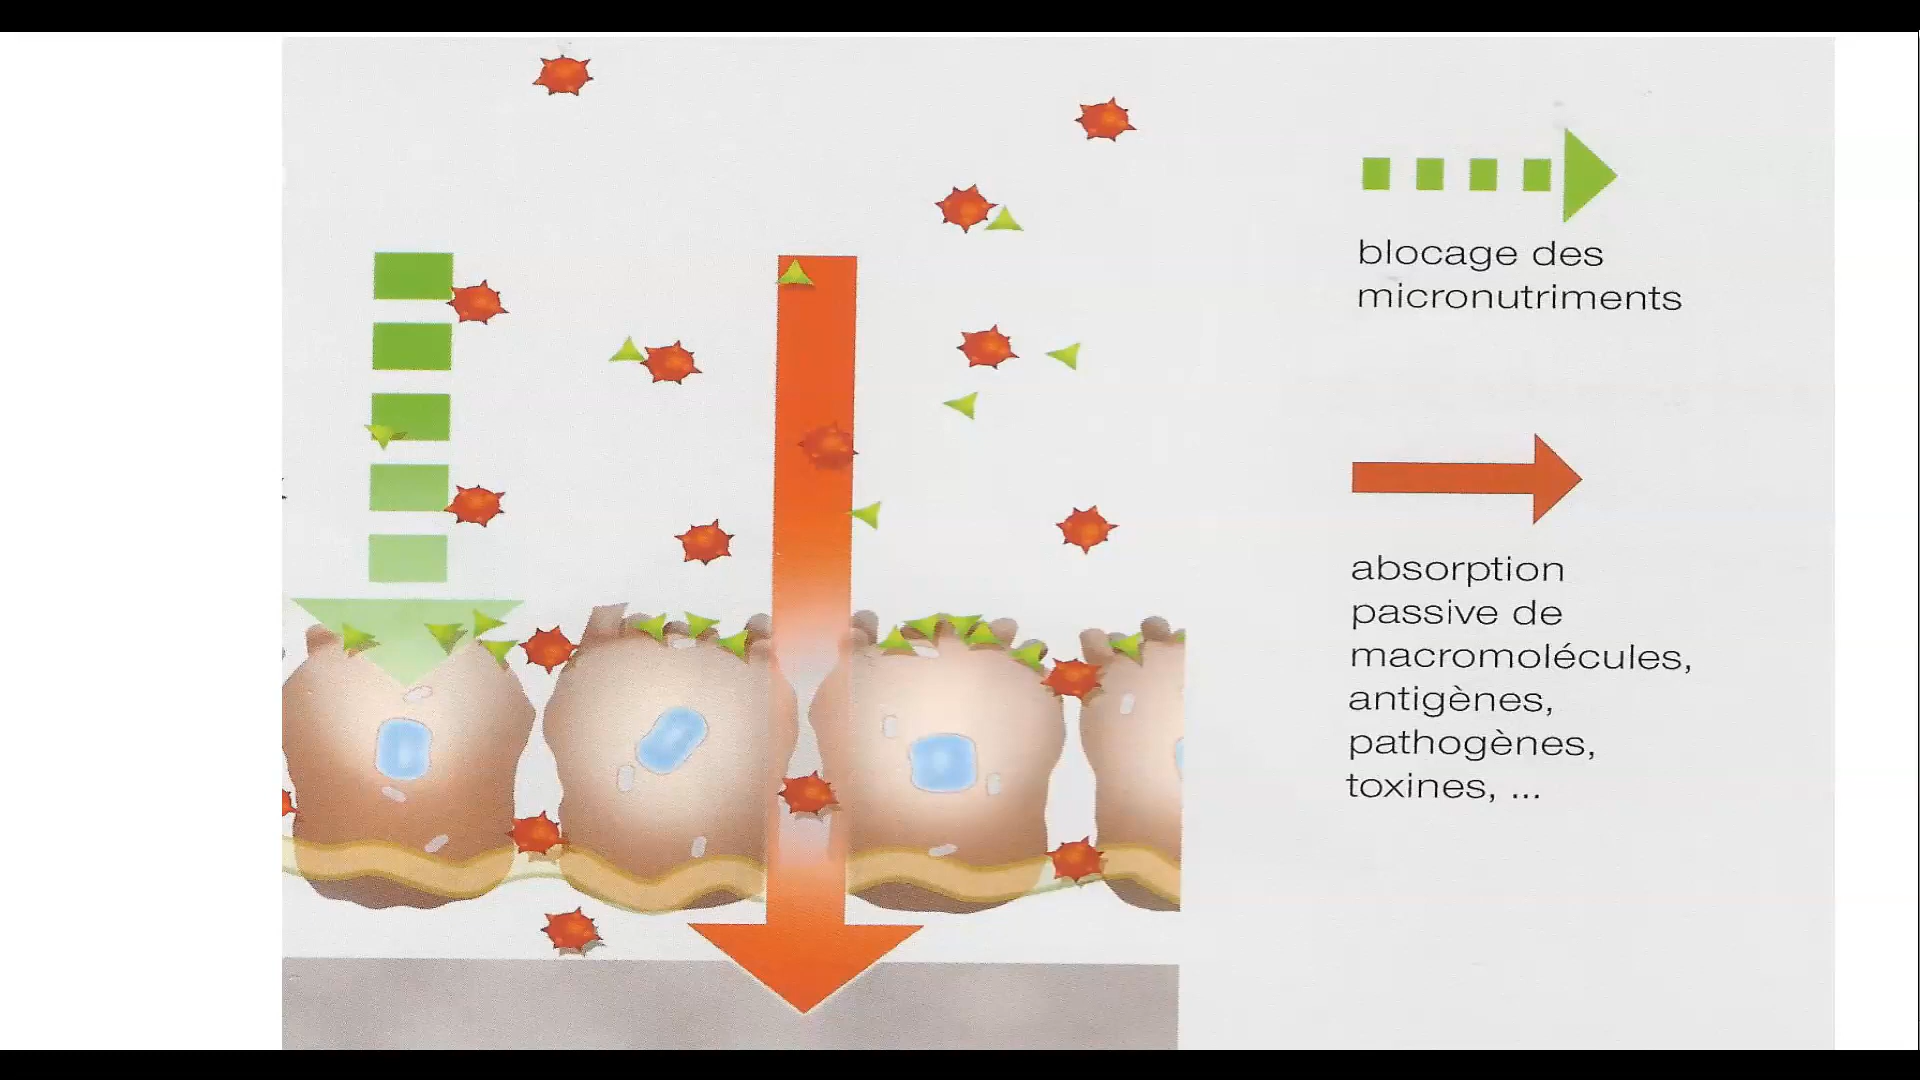 blocage des
micronutriments
absorption
passive de
macromolécules,
antigènes,
pathogènes,
toxines, ...